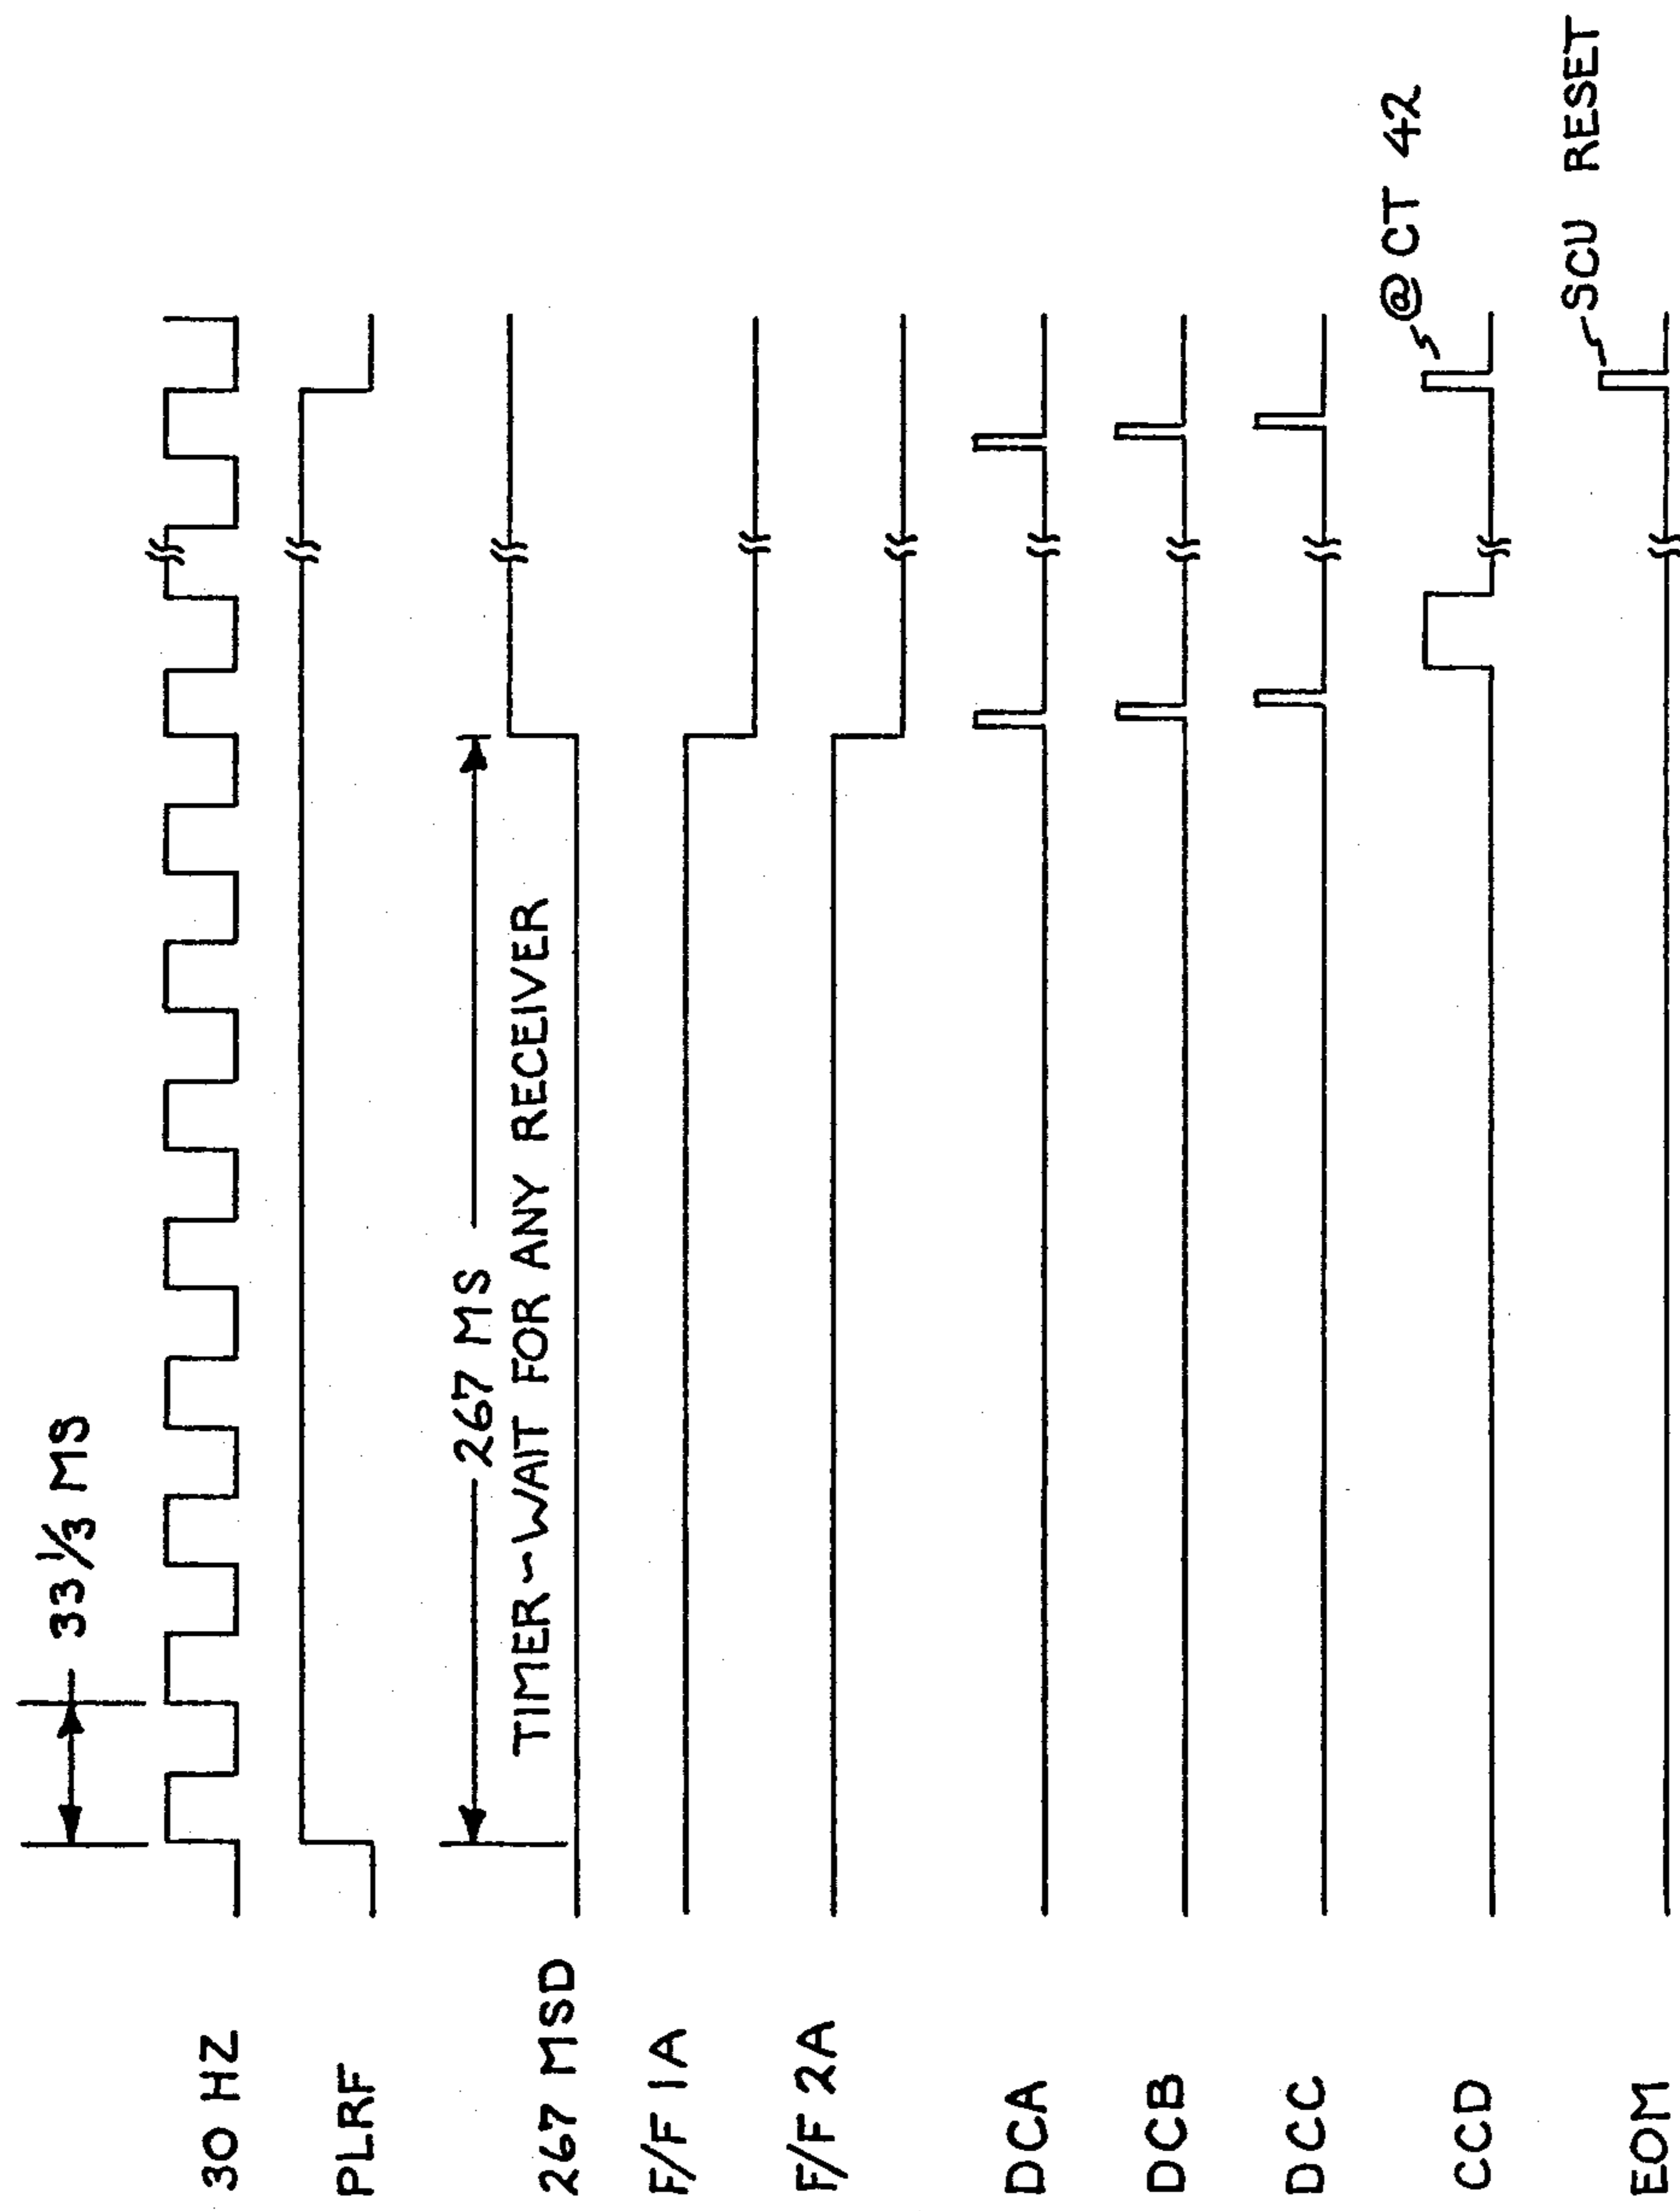 33 1/3 MS
30 HZ
PLRF
267 MS
TIMER~WAIT FOR ANY RECEIVER
267 MSD
F/F 1A
F/F 2A
DCA
DCB
DCC
@ CT 42
CCD
SCU RESET
EOM